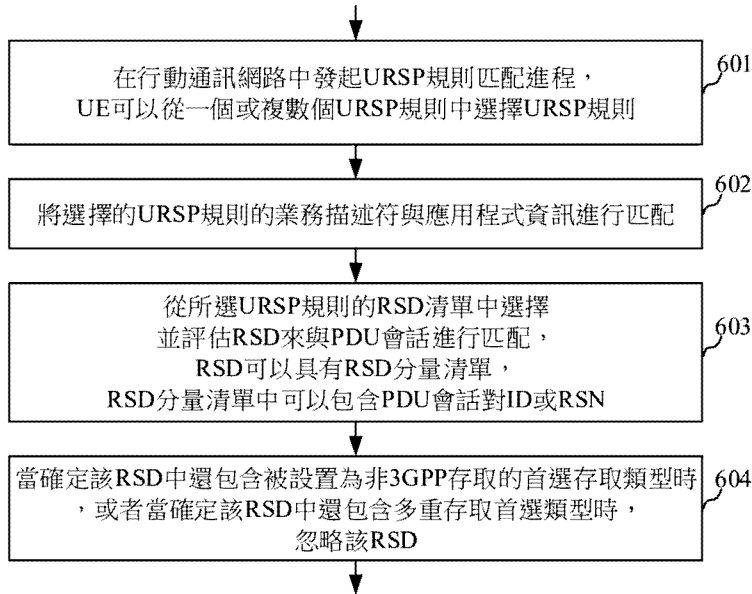 在行動通訊網路中發起URSP規則匹配進程，
UE可以從一個或複數個URSP規則中選擇URSP規則
601
將選擇的URSP規則的業務描述符與應用程式資訊進行匹配
602
從所選URSP規則的RSD清單中選擇
並評估RSD來與PDU會話進行匹配，
RSD可以具有RSD分量清單，
RSD分量清單中可以包含PDU會話對ID或RSN
603
當確定該RSD中還包含被設置為非3GPP存取的首選存取類型時
，或者當確定該RSD中還包含多重存取首選類型時，
忽略該RSD
604